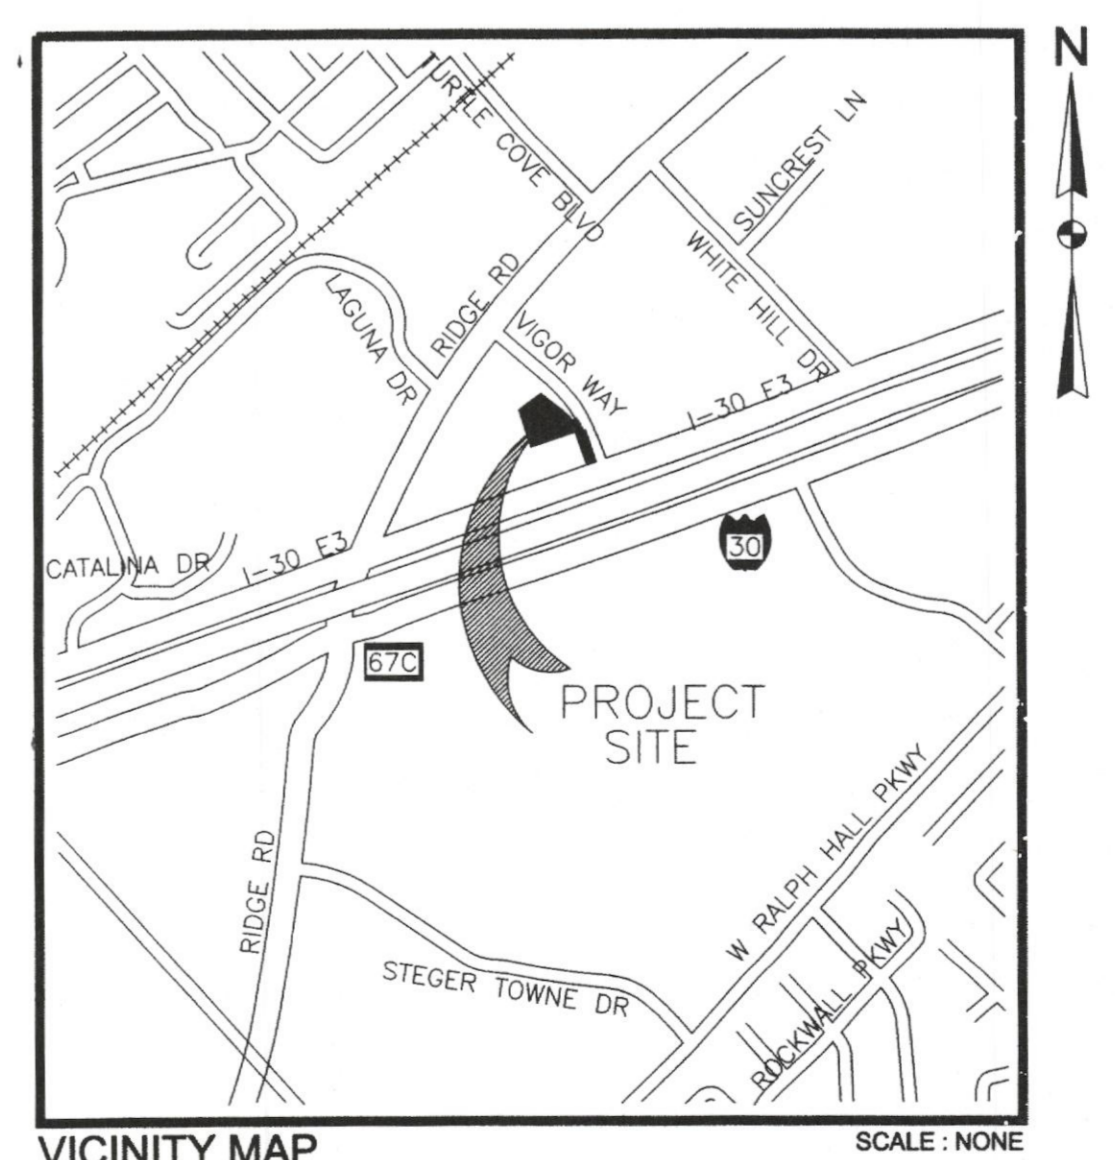 N
TURTLE COVE BLVD
SUNCREST LN
WHITE HILL DR
LAGUNA DR
RIDGE RD
VIGOR WAY
I-30 E3
I-30 E3
CATALINA DR
30
67C
PROJECT
SITE
W RALPH HALL PKWY
RIDGE RD
STEGER TOWNE DR
ROCKWALL PKWY
VICINITY MAP
SCALE : NONE